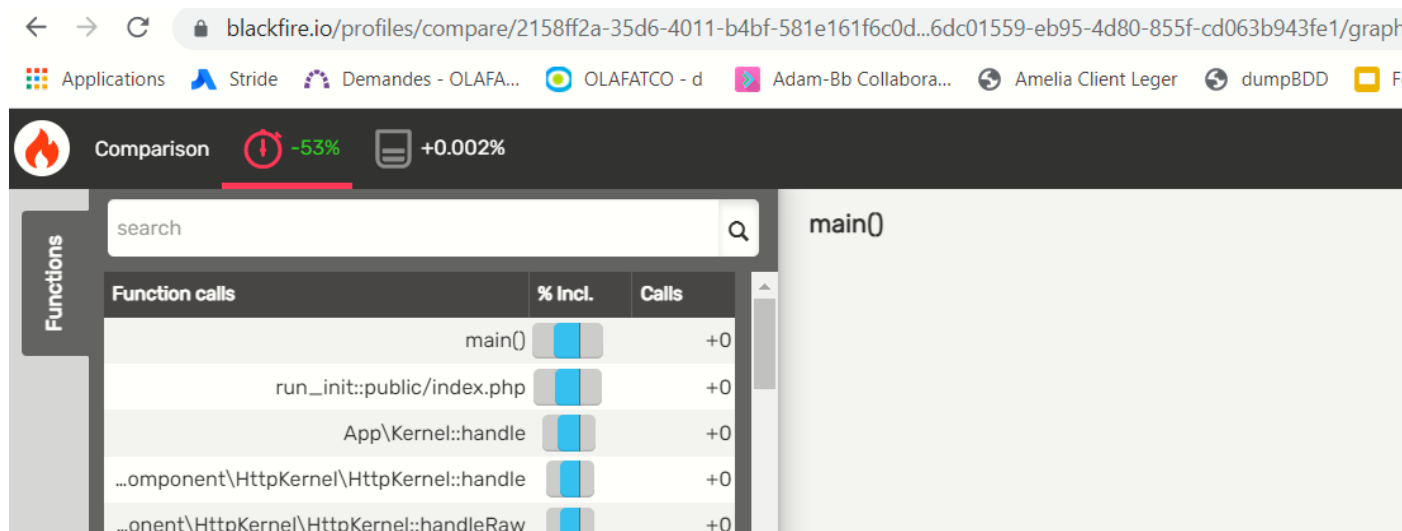 blackfire.io/profiles/compare/2158ff2a-35d6-4011-b4bf-581e161f6c0d...6dc01559-eb95-4d80-855f-cd063b943fe1/graph
Applications Stride Demandes - OLAFA... OLAFATCO - d Adam-Bb Collabora... Amelia Client Leger dumpBDD F
Comparison -53% +0.002%
search
main()
Functions
Function calls % Incl. Calls
main() +0
run_init::public/index.php +0
App\Kernel::handle +0
…omponent\HttpKernel\HttpKernel::handle +0
…onent\HttpKernel\HttpKernel::handleRaw +0